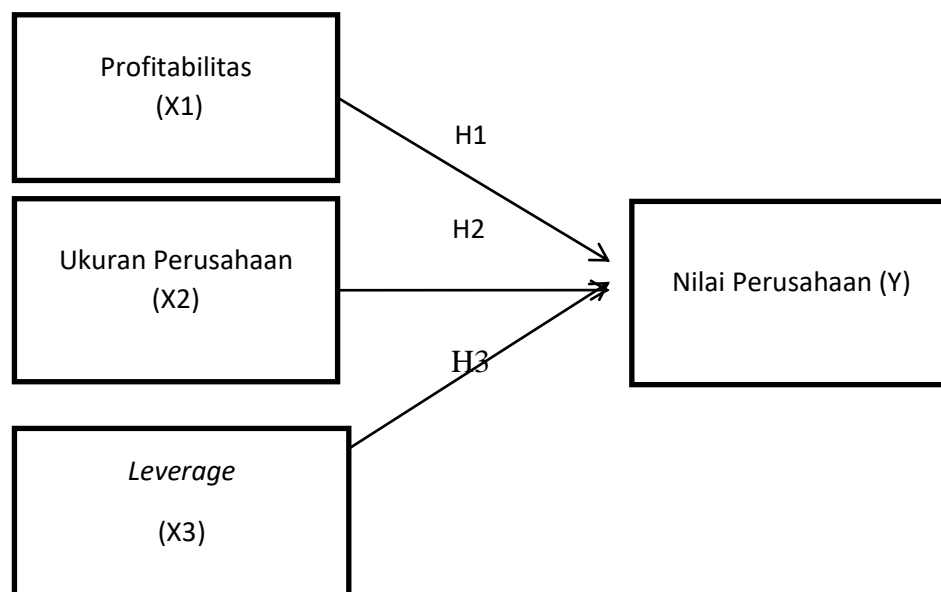 Profitabilitas
(X1)
H1
H2
Ukuran Perusahaan
(X2)
Nilai Perusahaan (Y)
H3
Leverage
(X3)